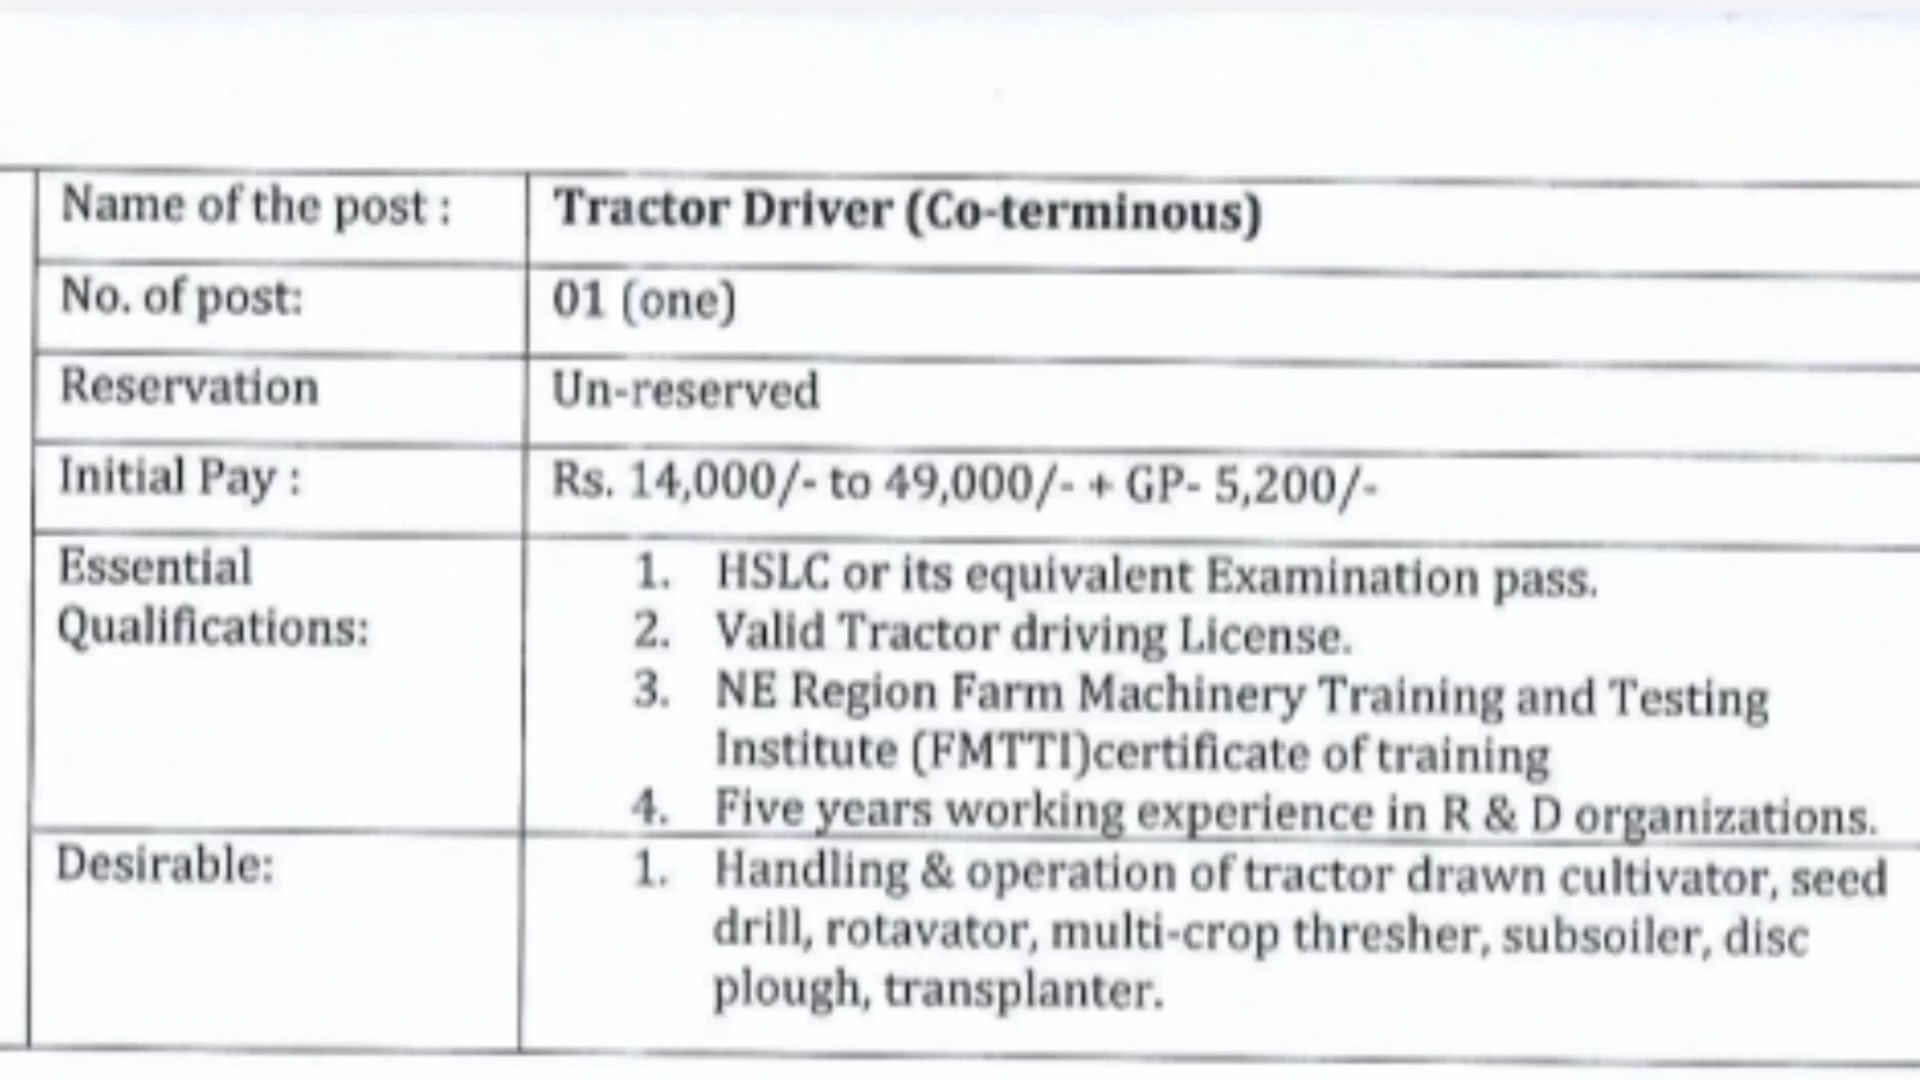 Name of the post : Tractor Driver (Co-terminous)
No. of post: 01 (one)
Reservation Un-reserved
Initial Pay : Rs. 14,000/- to 49,000/- + GP- 5,200/-
Essential
Qualifications:
1. HSLC or its equivalent Examination pass.
2. Valid Tractor driving License.
3. NE Region Farm Machinery Training and Testing
Institute (FMTTI)certificate of training
4. Five years working experience in R & D organizations.
Desirable:
1. Handling & operation of tractor drawn cultivator, seed
drill, rotavator, multi-crop thresher, subsoiler, disc
plough, transplanter.